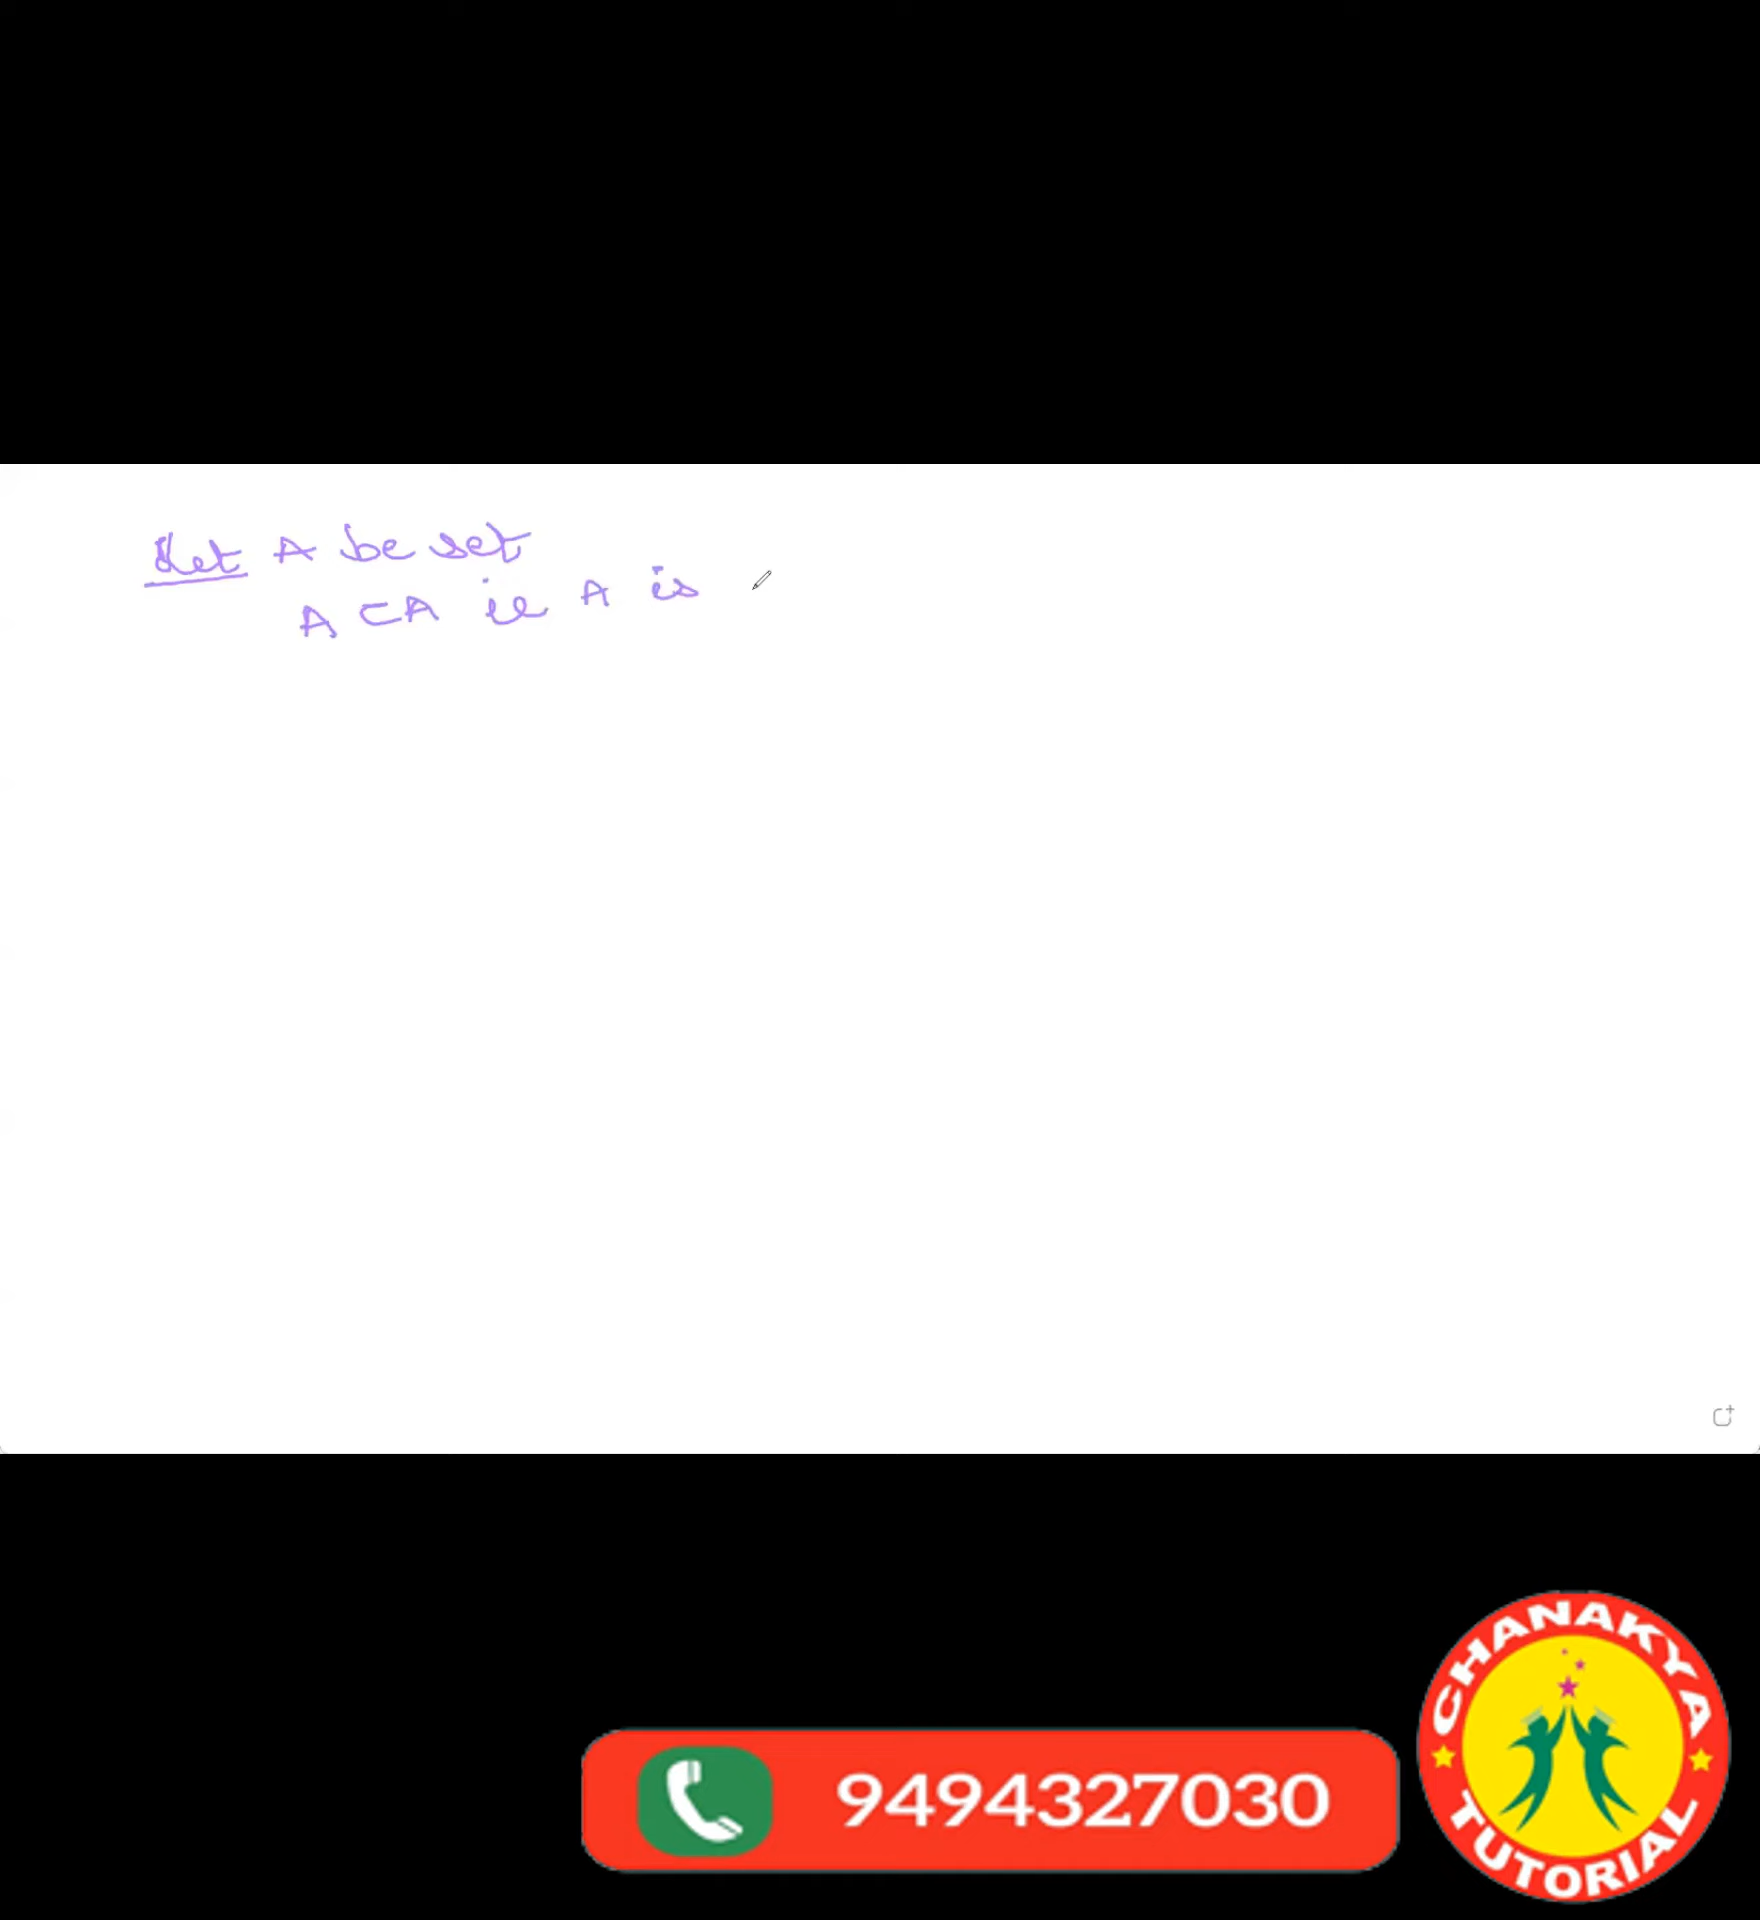 Let A be set
A ⊂ A ie A is
9494327030
CHANAKYA
TUTORIAL